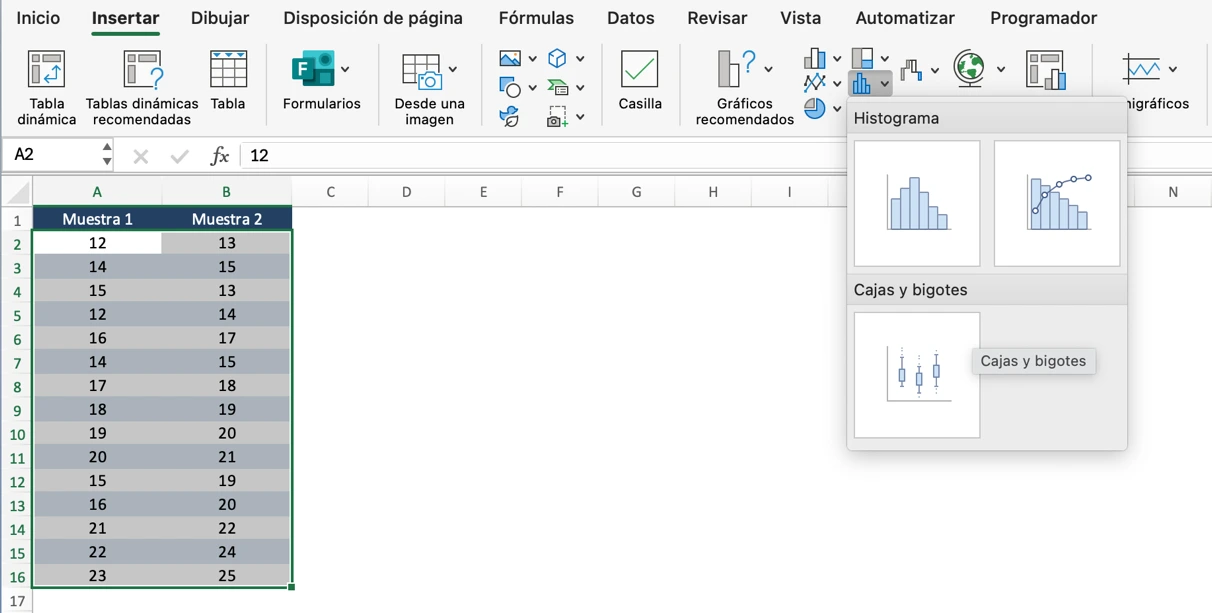 Inicio Insertar Dibujar Disposición de página Fórmulas Datos Revisar Vista Automatizar Programador
Tabla dinámica
Tablas dinámicas recomendadas
Tabla
Formularios
Desde una imagen
Casilla
Gráficos recomendados
nigráficos
A2 fx 12
Histograma
Cajas y bigotes
Cajas y bigotes
A B C D E F G H I N
1 Muestra 1 Muestra 2
2 12 13
3 14 15
4 15 13
5 12 14
6 16 17
7 14 15
8 17 18
9 18 19
10 19 20
11 20 21
12 15 19
13 16 20
14 21 22
15 22 24
16 23 25
17